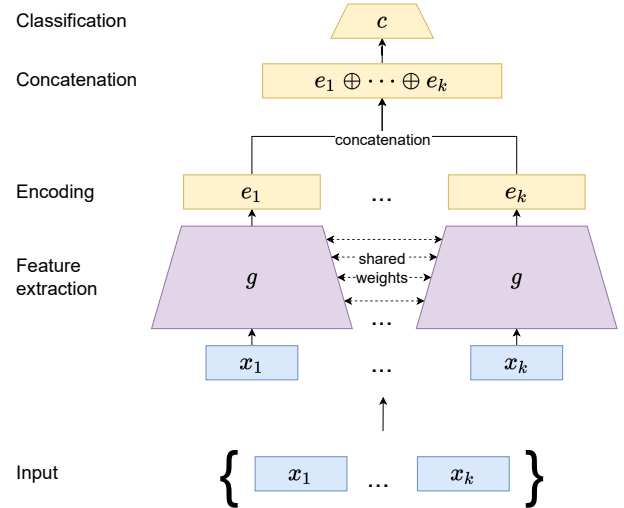 Classification
c
Concatenation
e₁ ⊕ ⋯ ⊕ eₖ
concatenation
Encoding
e₁ ... eₖ
Feature
extraction
g
shared
weights
g
...
x₁ ... xₖ
Input
{ x₁ ... xₖ }